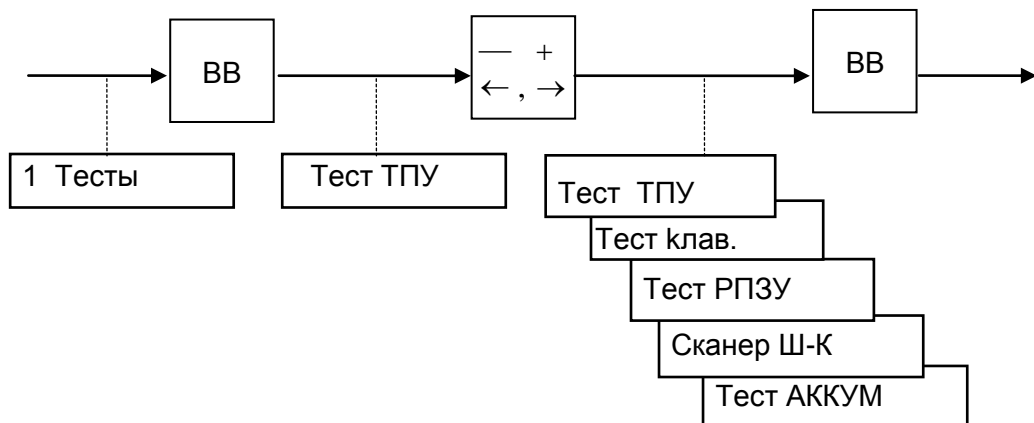 ВВ
— +
← , →
ВВ
1 Тесты
Тест ТПУ
Тест ТПУ
Тест клав.
Тест РПЗУ
Сканер Ш-К
Тест АККУМ